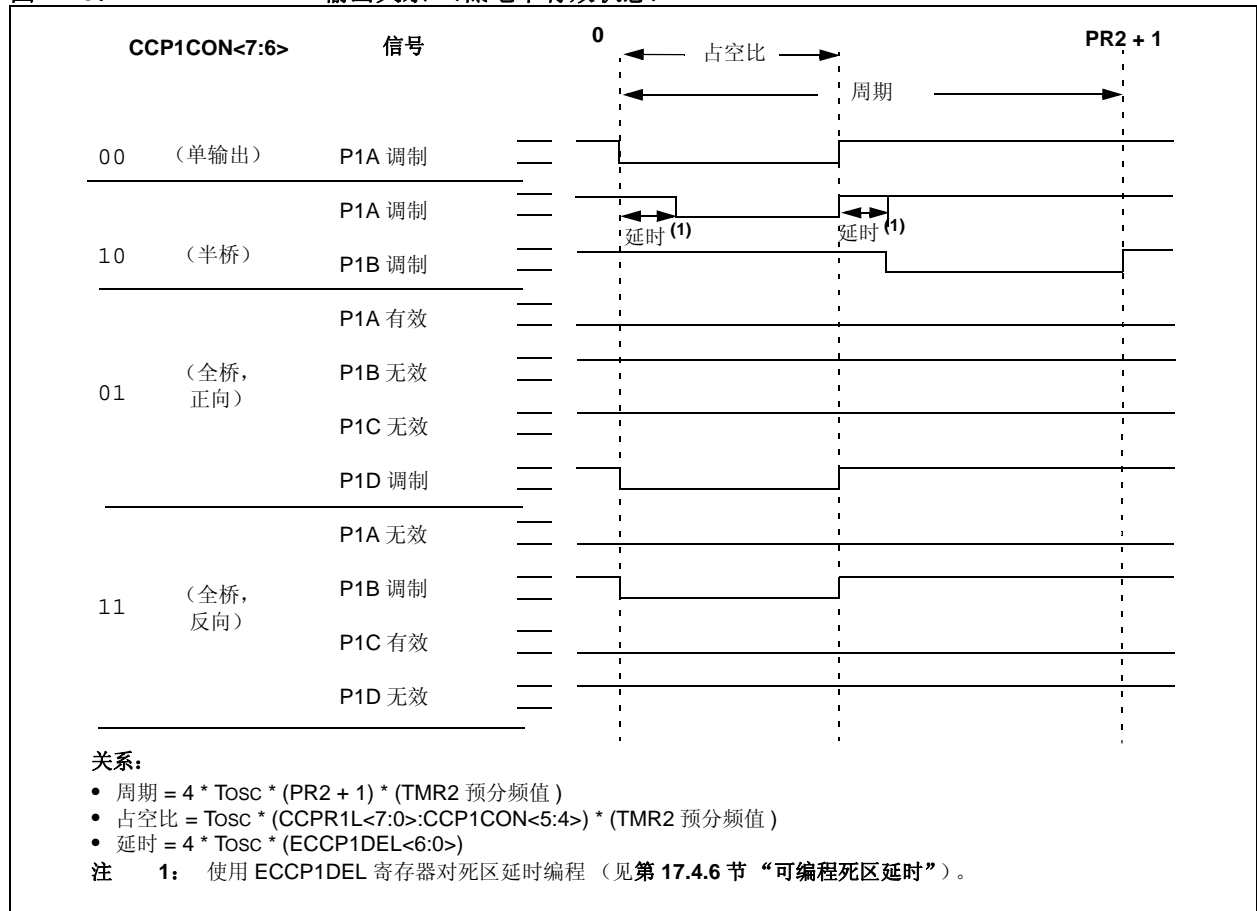 CCP1CON<7:6> 信号 0 PR2 + 1
占空比
周期
00 （单输出） P1A 调制
P1A 调制
延时 (1) 延时 (1)
10 （半桥） P1B 调制
P1A 有效
P1B 无效
01 （全桥，
正向）
P1C 无效
P1D 调制
P1A 无效
P1B 调制
11 （全桥，
反向）
P1C 有效
P1D 无效
关系：
• 周期 = 4 * TOSC * (PR2 + 1) * (TMR2 预分频值 )
• 占空比 = TOSC * (CCPR1L<7:0>:CCP1CON<5:4>) * (TMR2 预分频值 )
• 延时 = 4 * TOSC * (ECCP1DEL<6:0>)
注 1： 使用 ECCP1DEL 寄存器对死区延时编程 （见第 17.4.6 节 “可编程死区延时”）。